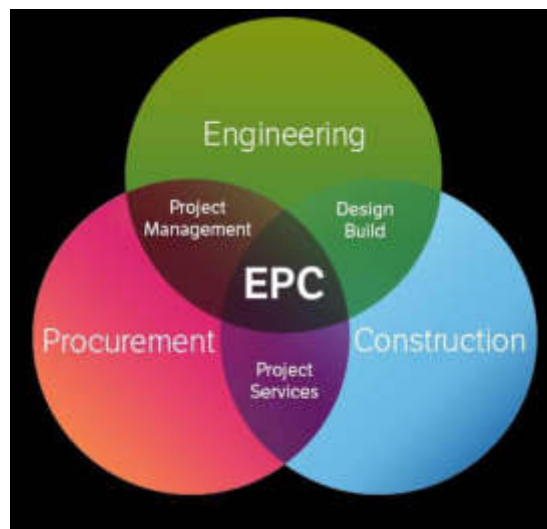 Engineering
Project
Management
Design
Build
EPC
Procurement
Construction
Project
Services